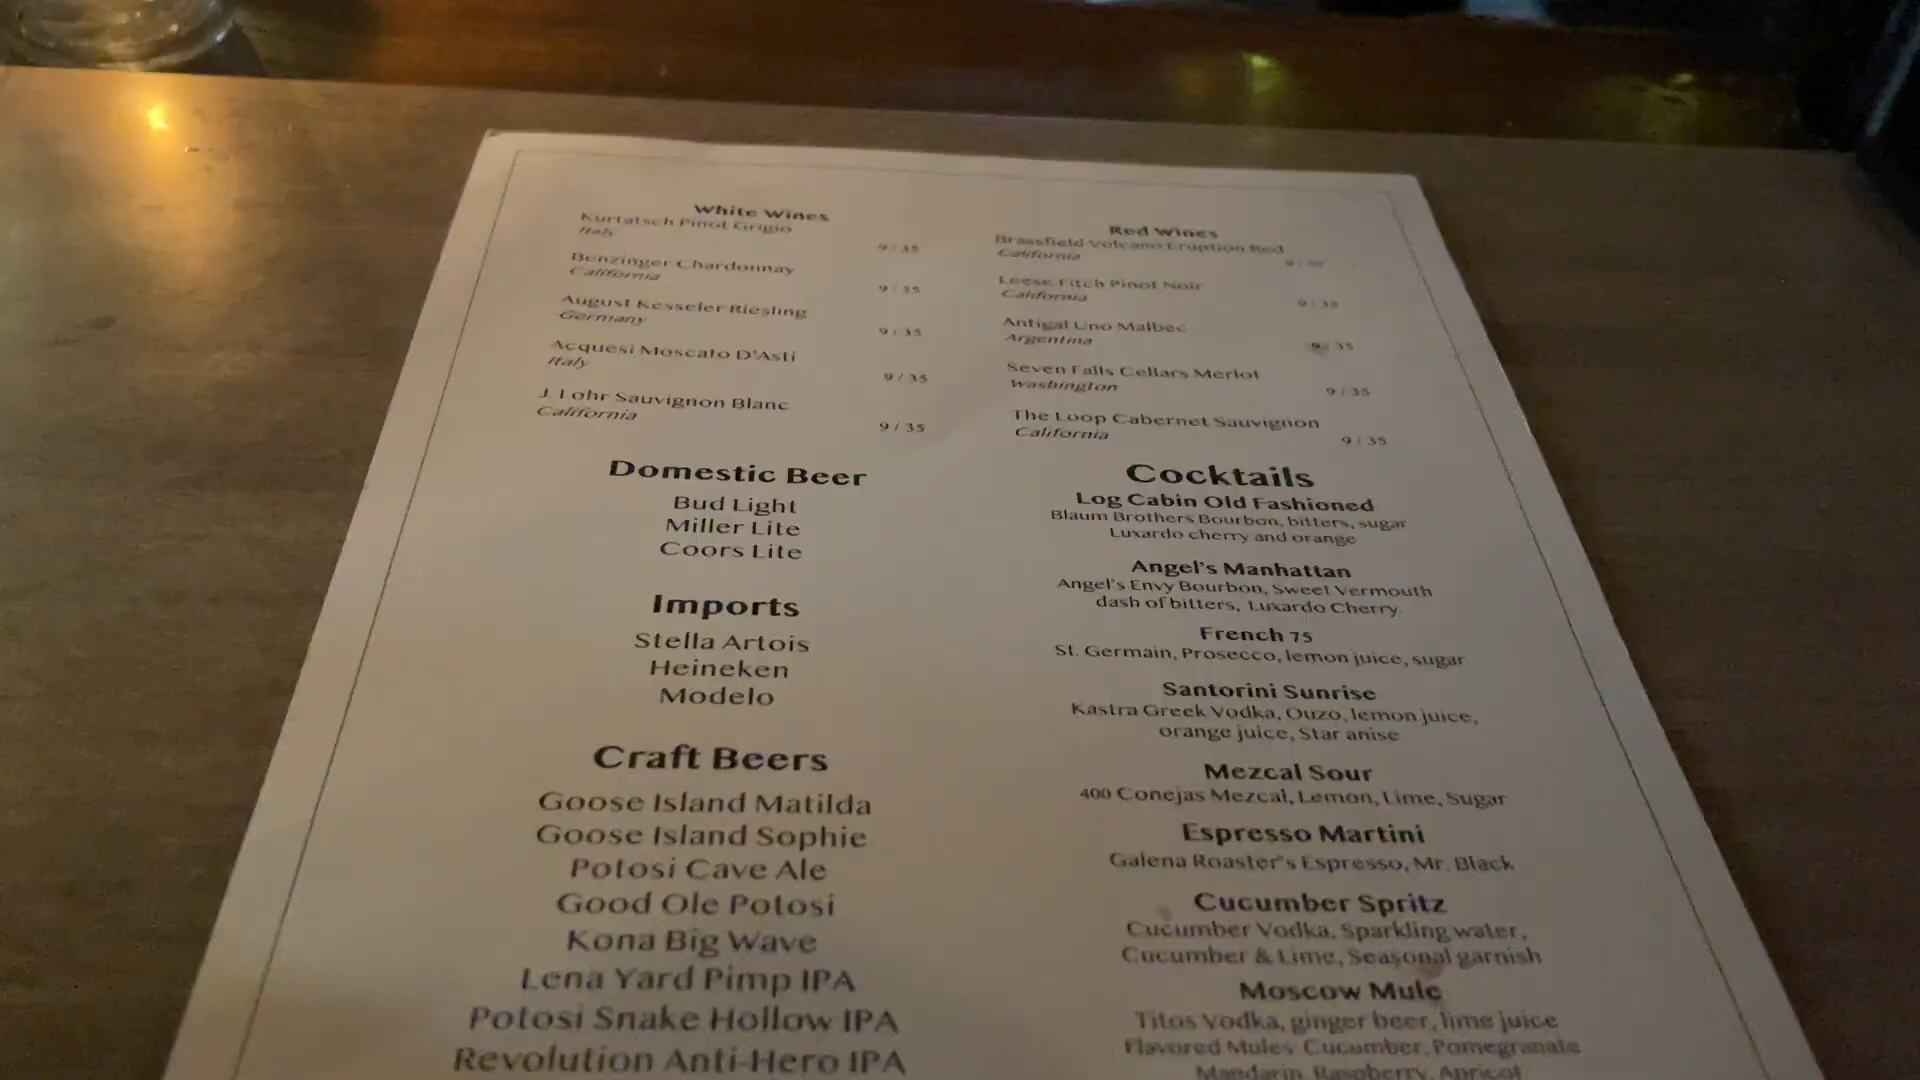 White Wines
Kurtatsch Pinot Grigio
Italy
9 / 35
Benzinger Chardonnay
California
9 / 35
August Kesseler Riesling
Germany
9 / 35
Acquesi Moscato D'Asti
Italy
9 / 35
J. Lohr Sauvignon Blanc
California
9 / 35
Domestic Beer
Bud Light
Miller Lite
Coors Lite
Imports
Stella Artois
Heineken
Modelo
Craft Beers
Goose Island Matilda
Goose Island Sophie
Potosi Cave Ale
Good Ole Potosi
Kona Big Wave
Lena Yard Pimp IPA
Potosi Snake Hollow IPA
Revolution Anti-Hero IPA
Red Wines
Brassfield Volcano Eruption Red
California
Leese Fitch Pinot Noir
California
9 / 35
Antigal Uno Malbec
Argentina
9 / 35
Seven Falls Cellars Merlot
Washington
9 / 35
The Loop Cabernet Sauvignon
California
9 / 35
Cocktails
Log Cabin Old Fashioned
Blaum Brothers Bourbon, bitters, sugar
Luxardo cherry and orange
Angel's Manhattan
Angel's Envy Bourbon, Sweet Vermouth
dash of bitters, Luxardo Cherry
French 75
St. Germain, Prosecco, lemon juice, sugar
Santorini Sunrise
Kastra Greek Vodka, Ouzo, lemon juice,
orange juice, Star anise
Mezcal Sour
400 Conejas Mezcal, Lemon, Lime, Sugar
Espresso Martini
Galena Roaster's Espresso, Mr. Black
Cucumber Spritz
Cucumber Vodka, Sparkling water,
Cucumber & Lime, Seasonal garnish
Moscow Mule
Titos Vodka, ginger beer, lime juice
Flavored Mules: Cucumber, Pomegranate
Mandarin, Raspberry, Apricot